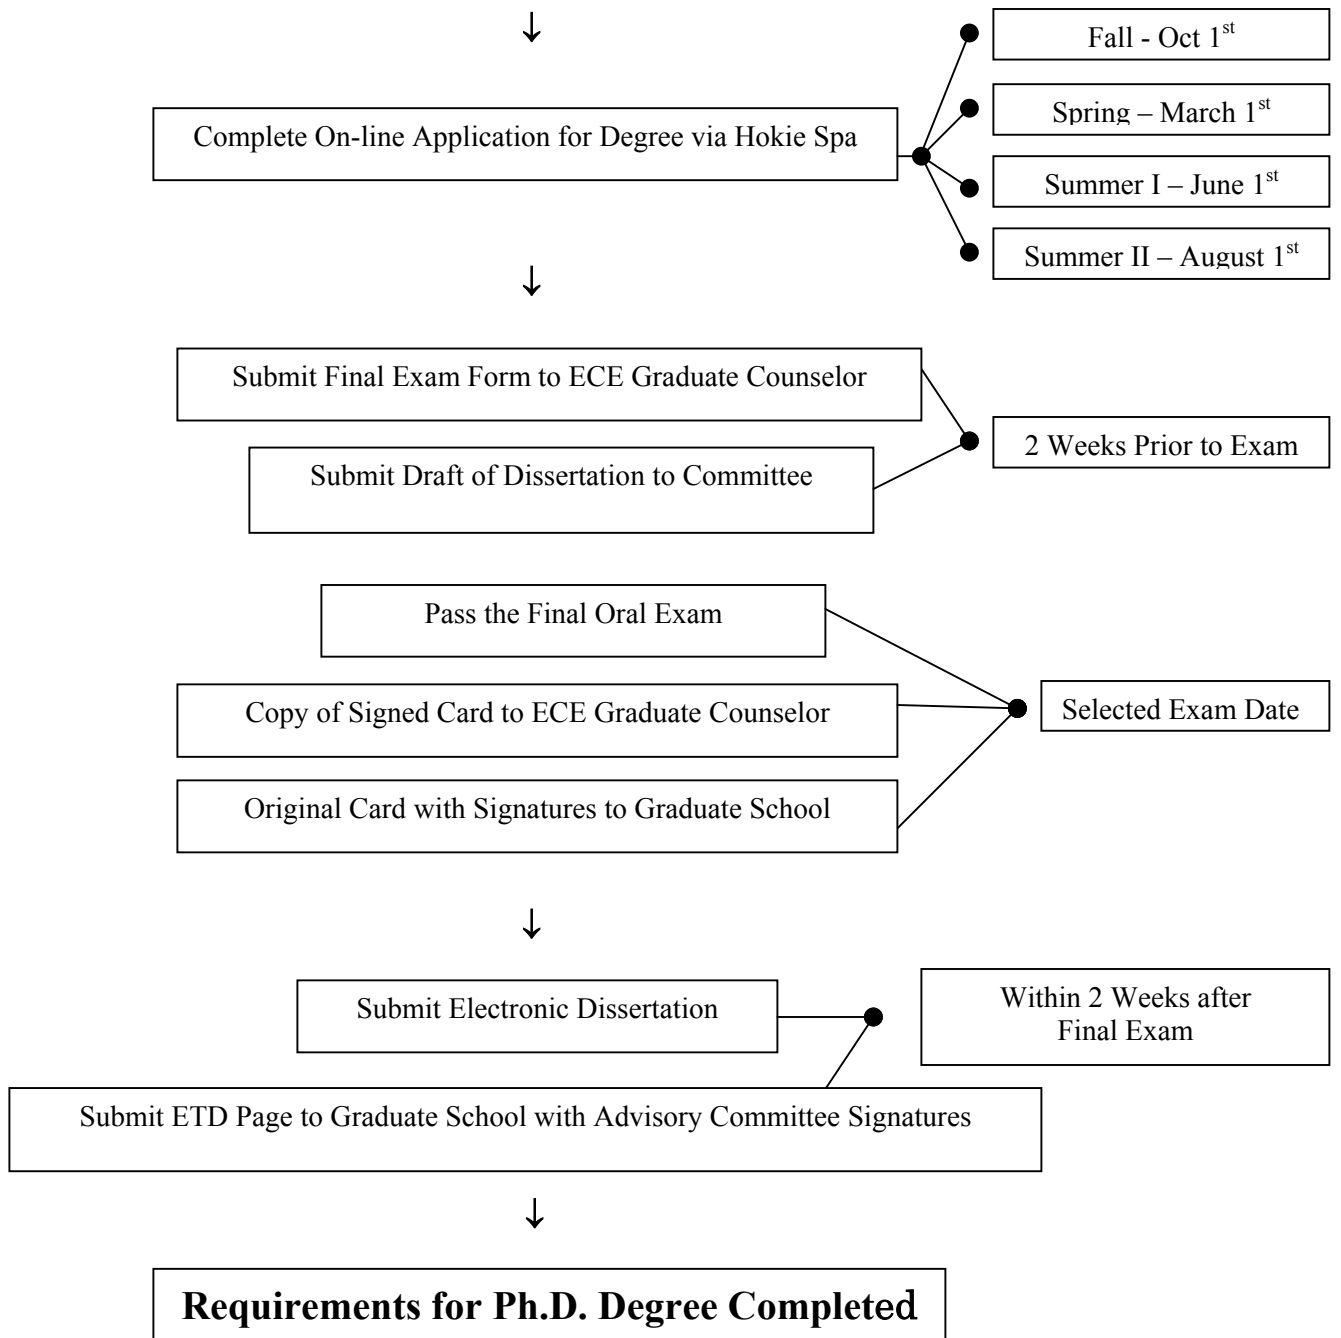 ↓
Fall - Oct 1st
Complete On-line Application for Degree via Hokie Spa
Spring – March 1st
Summer I – June 1st
Summer II – August 1st
↓
Submit Final Exam Form to ECE Graduate Counselor
Submit Draft of Dissertation to Committee
2 Weeks Prior to Exam
Pass the Final Oral Exam
Copy of Signed Card to ECE Graduate Counselor
Original Card with Signatures to Graduate School
Selected Exam Date
↓
Submit Electronic Dissertation
Submit ETD Page to Graduate School with Advisory Committee Signatures
Within 2 Weeks after
Final Exam
↓
Requirements for Ph.D. Degree Completed